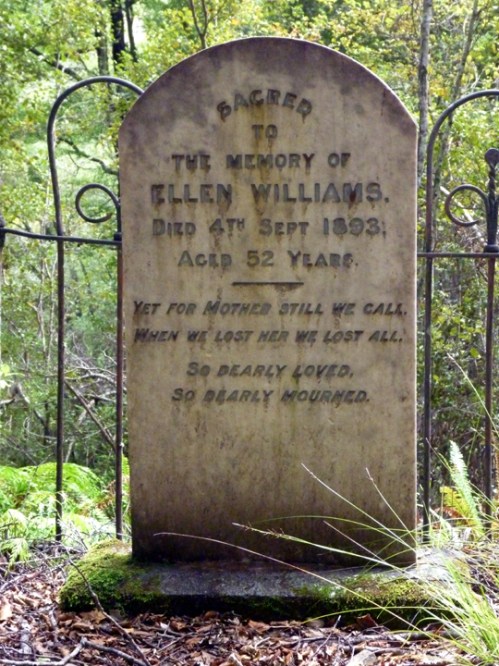 SACRED
TO
THE MEMORY OF
ELLEN WILLIAMS.
DIED 4TH SEPT 1893.
AGED 52 YEARS.
YET FOR MOTHER STILL WE CALL.
WHEN WE LOST HER WE LOST ALL.
SO DEARLY LOVED,
SO DEARLY MOURNED.